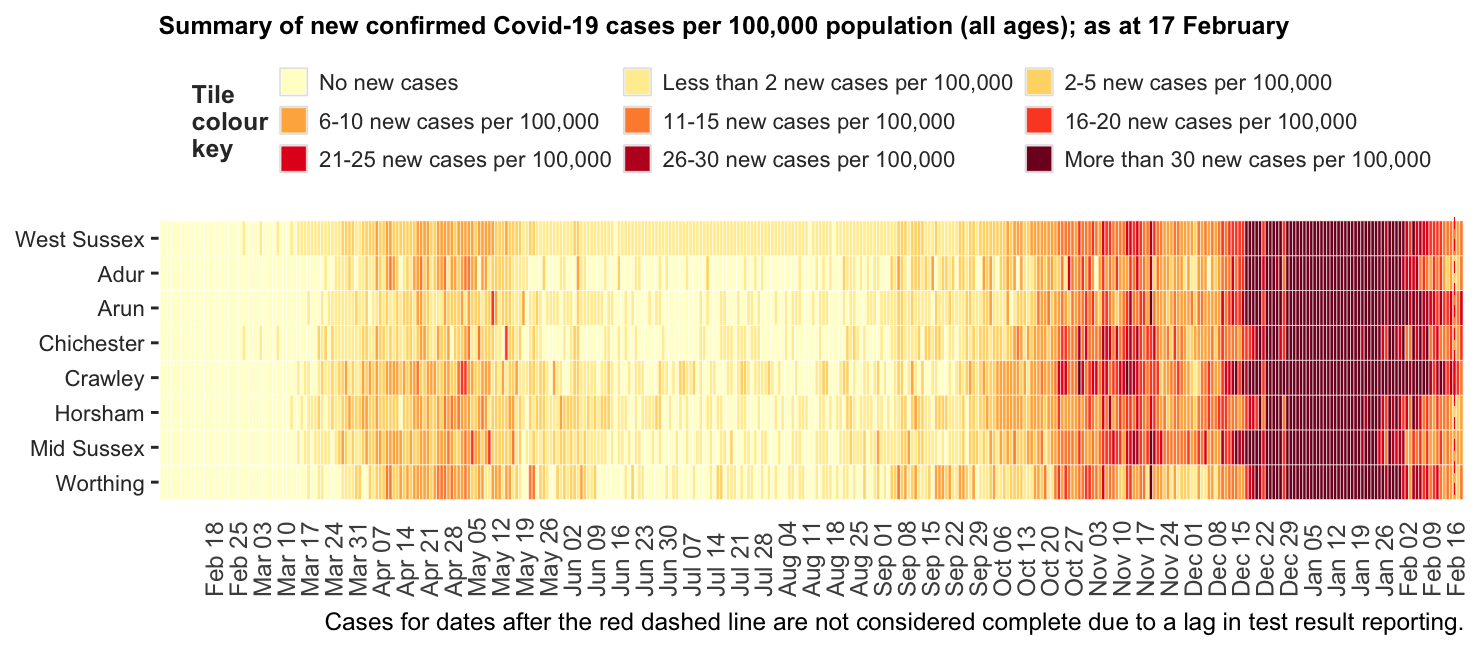 Summary of new confirmed Covid-19 cases per 100,000 population (all ages); as at 17 February
Tile colour key
No new cases
Less than 2 new cases per 100,000
2-5 new cases per 100,000
6-10 new cases per 100,000
11-15 new cases per 100,000
16-20 new cases per 100,000
21-25 new cases per 100,000
26-30 new cases per 100,000
More than 30 new cases per 100,000
West Sussex
Adur
Arun
Chichester
Crawley
Horsham
Mid Sussex
Worthing
Feb 18
Feb 25
Mar 03
Mar 10
Mar 17
Mar 24
Mar 31
Apr 07
Apr 14
Apr 21
Apr 28
May 05
May 12
May 19
May 26
Jun 02
Jun 09
Jun 16
Jun 23
Jun 30
Jul 07
Jul 14
Jul 21
Jul 28
Aug 04
Aug 11
Aug 18
Aug 25
Sep 01
Sep 08
Sep 15
Sep 22
Sep 29
Oct 06
Oct 13
Oct 20
Oct 27
Nov 03
Nov 10
Nov 17
Nov 24
Dec 01
Dec 08
Dec 15
Dec 22
Dec 29
Jan 05
Jan 12
Jan 19
Jan 26
Feb 02
Feb 09
Feb 16
Cases for dates after the red dashed line are not considered complete due to a lag in test result reporting.